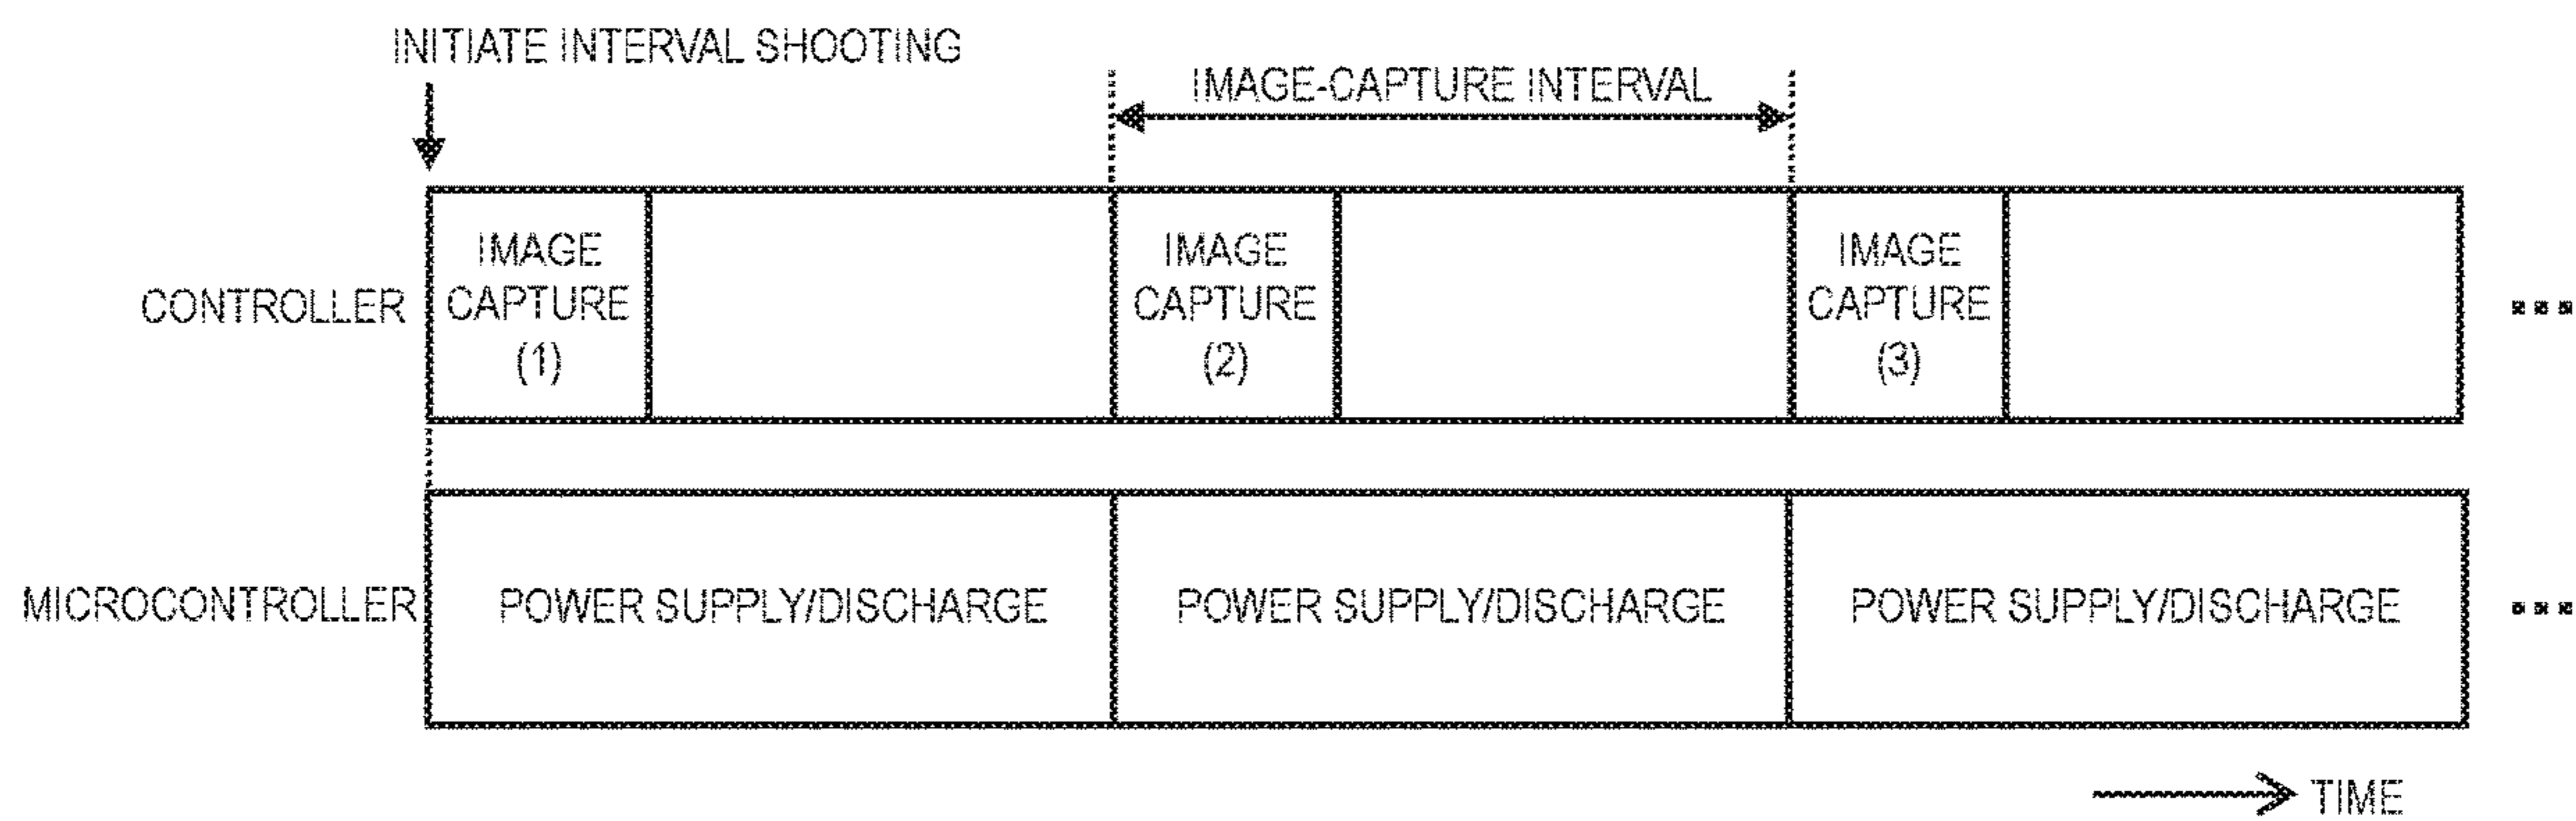 INITIATE INTERVAL SHOOTING
IMAGE-CAPTURE INTERVAL
CONTROLLER
IMAGE
CAPTURE
(1)
IMAGE
CAPTURE
(2)
IMAGE
CAPTURE
(3)
...
MICROCONTROLLER
POWER SUPPLY/DISCHARGE
POWER SUPPLY/DISCHARGE
POWER SUPPLY/DISCHARGE
...
TIME